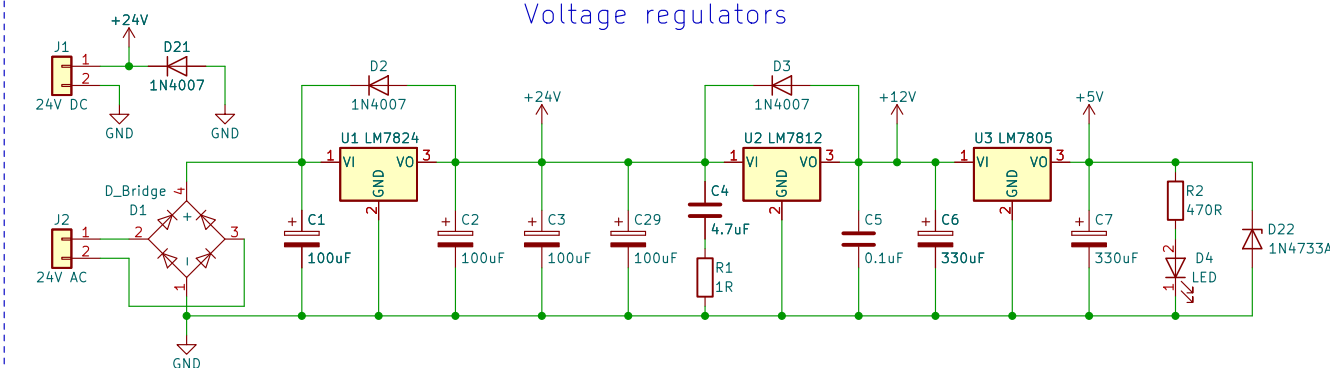 Voltage regulators
+24V
J1
1
2
24V DC
GND
D21
1N4007
GND
D2
1N4007
+24V
D3
1N4007
+12V
+5V
U1 LM7824
1
VI
VO
3
GND
2
U2 LM7812
1
VI
VO
3
GND
2
U3 LM7805
1
VI
VO
3
GND
2
D_Bridge
D1
4
+
2
3
-
1
J2
1
2
24V AC
GND
+
C1
100uF
+
C2
100uF
+
C3
100uF
+
C29
100uF
C4
4.7uF
R1
1R
C5
0.1uF
+
C6
330uF
+
C7
330uF
R2
470R
2
D4
LED
1
D22
1N4733A